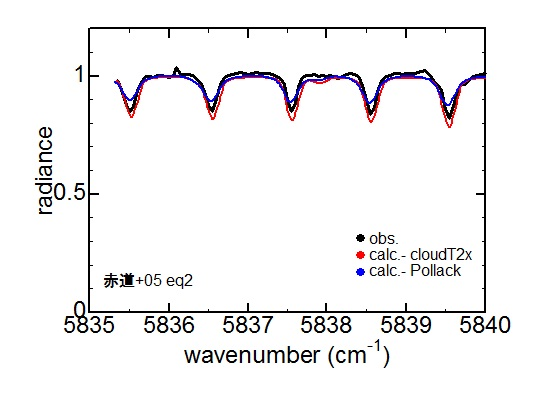 1
0.5
0
radiance
obs.
calc.- cloudT2x
calc.- Pollack
赤道+05 eq2
5835 5836 5837 5838 5839 5840
wavenumber (cm⁻¹)